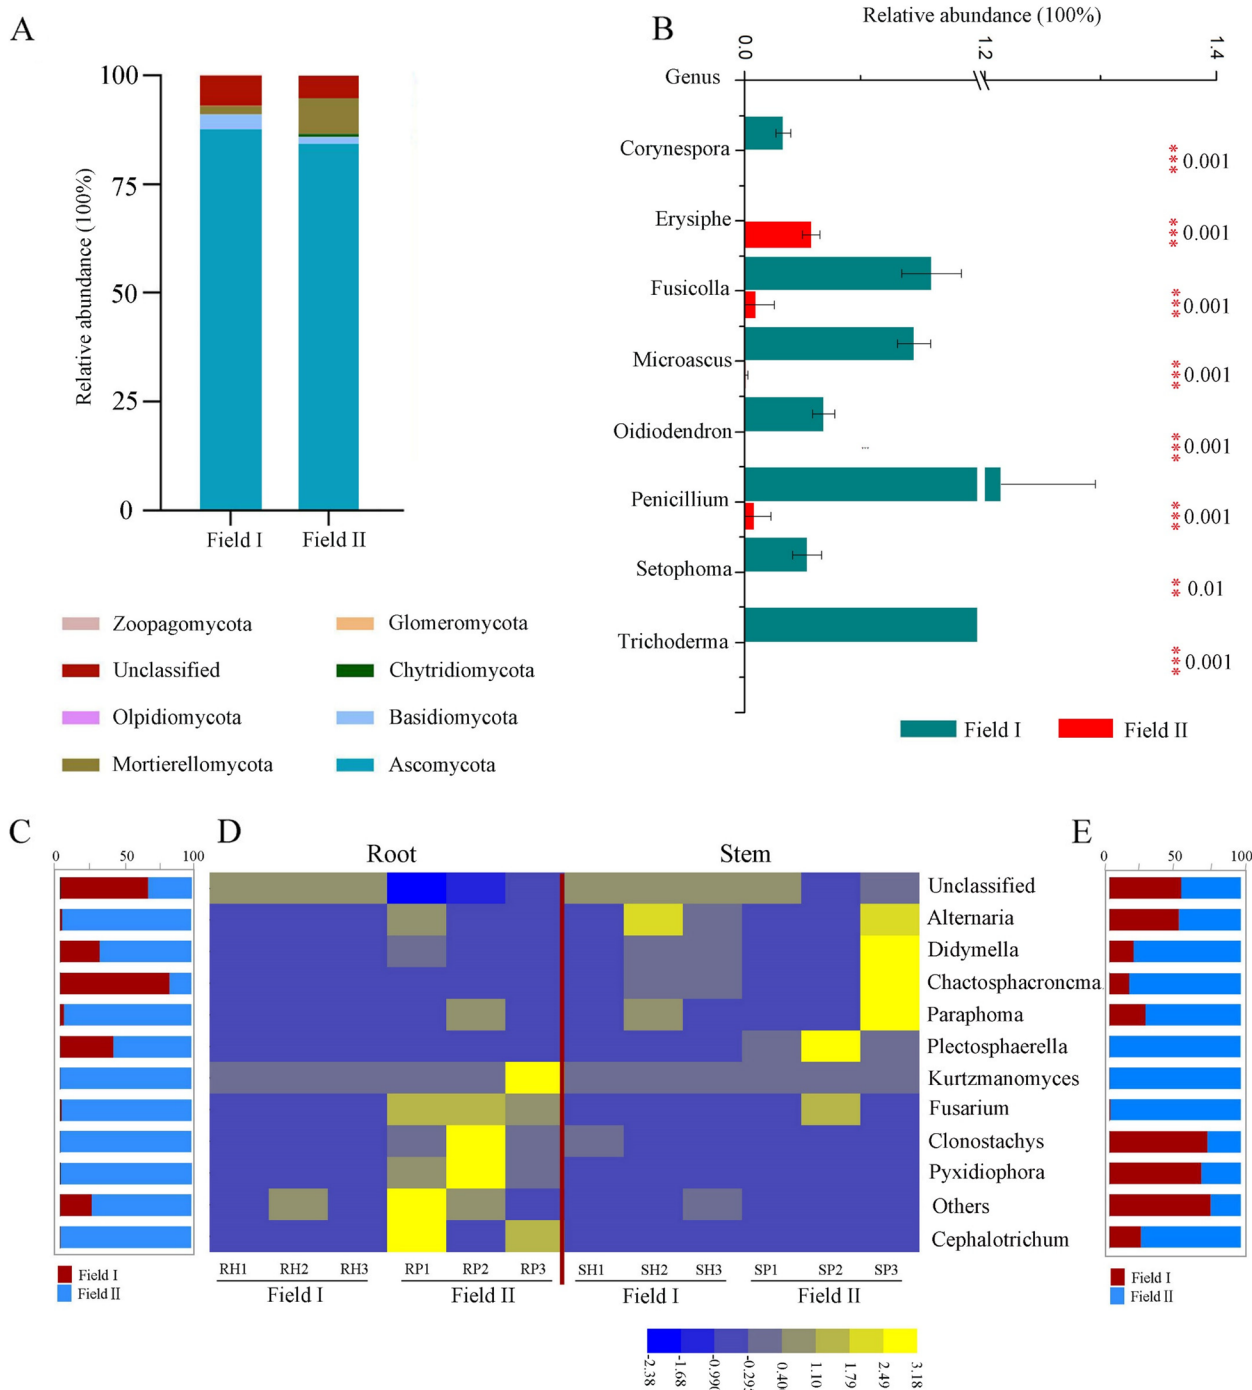 A
100
75
50
25
0
Relative abundance (100%)
Field I
Field II
Zoopagomycota
Glomeromycota
Unclassified
Chytridiomycota
Olpidiomycota
Basidiomycota
Mortierellomycota
Ascomycota
B
Relative abundance (100%)
0.0
1.2
1.4
Genus
Corynespora
*** 0.001
Erysiphe
*** 0.001
Fusicolla
*** 0.001
Microascus
*** 0.001
Oidiodendron
*** 0.001
Penicillium
*** 0.001
Setophoma
** 0.01
Trichoderma
*** 0.001
Field I
Field II
C
0 50 100
Field I
Field II
D
Root
Stem
Unclassified
Alternaria
Didymella
Chactosphacroncma
Paraphoma
Plectosphaerella
Kurtzmanomyces
Fusarium
Clonostachys
Pyxidiophora
Others
Cephalotrichum
RH1 RH2 RH3 RP1 RP2 RP3 SH1 SH2 SH3 SP1 SP2 SP3
Field I Field II Field I Field II
-2.38 -1.68 1.10 1.79 2.49 3.18
E
0 50 100
Field I
Field II